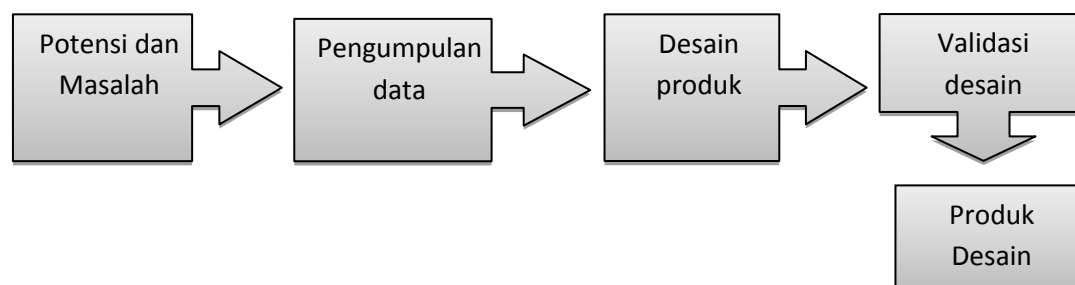 Potensi dan
Masalah
Pengumpulan
data
Desain
produk
Validasi
desain
Produk
Desain